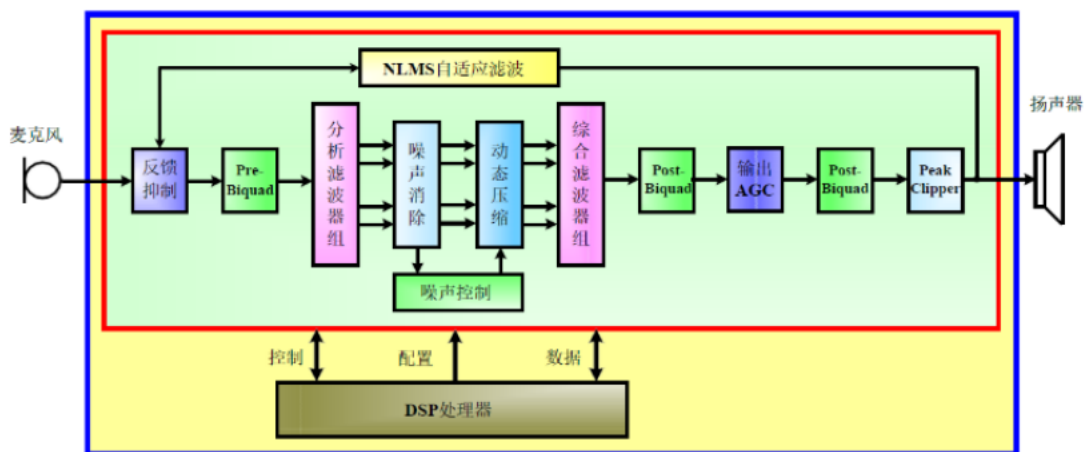 NLMS自适应滤波
麦克风
扬声器
反馈
抑制
Pre-
Biquad
分析滤波器组
噪声消除
动态压缩
综合滤波器组
Post-
Biquad
输出
AGC
Post-
Biquad
Peak
Clipper
噪声控制
控制
配置
数据
DSP处理器